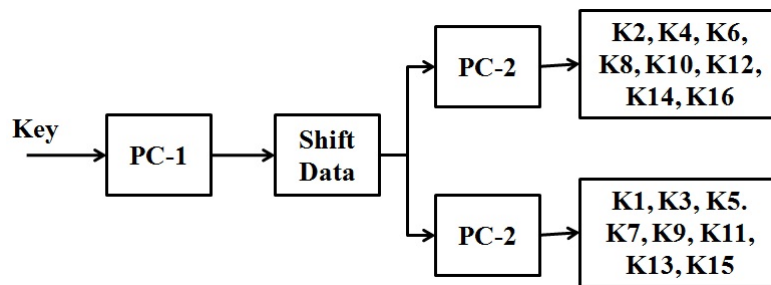 Key
PC-1
Shift
Data
PC-2
K2, K4, K6,
K8, K10, K12,
K14, K16
PC-2
K1, K3, K5.
K7, K9, K11,
K13, K15